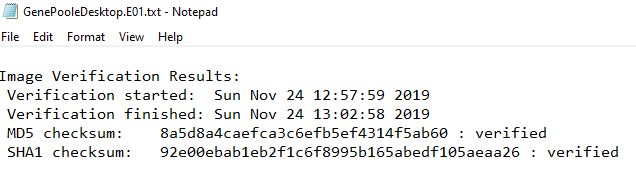 GenePooleDesktop.E01.txt - Notepad
File Edit Format View Help
Image Verification Results:
Verification started: Sun Nov 24 12:57:59 2019
Verification finished: Sun Nov 24 13:02:58 2019
MD5 checksum: 8a5d8a4caefca3c6efb5ef4314f5ab60 : verified
SHA1 checksum: 92e00ebab1eb2f1c6f8995b165abedf105aeaa26 : verified